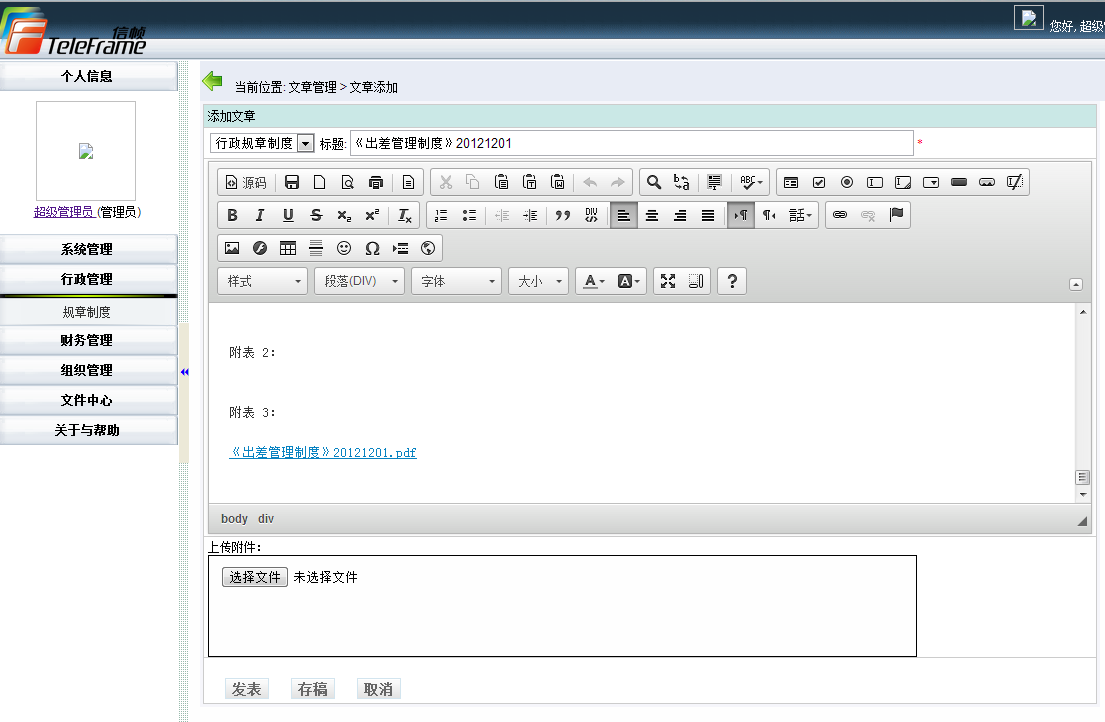 信帧
TeleFrame
您好, 超级
个人信息
超级管理员 (管理员)
系统管理
行政管理
规章制度
财务管理
组织管理
文件中心
关于与帮助
当前位置: 文章管理 > 文章添加
添加文章
行政规章制度 标题: 《出差管理制度》20121201 *
源码 ABC
B I U S x₂ x² Tx DIV 話
Ω
样式 段落(DIV) 字体 大小 A A ?
附表 2:
附表 3:
《出差管理制度》20121201.pdf
body div
上传附件:
选择文件 未选择文件
发表 存稿 取消